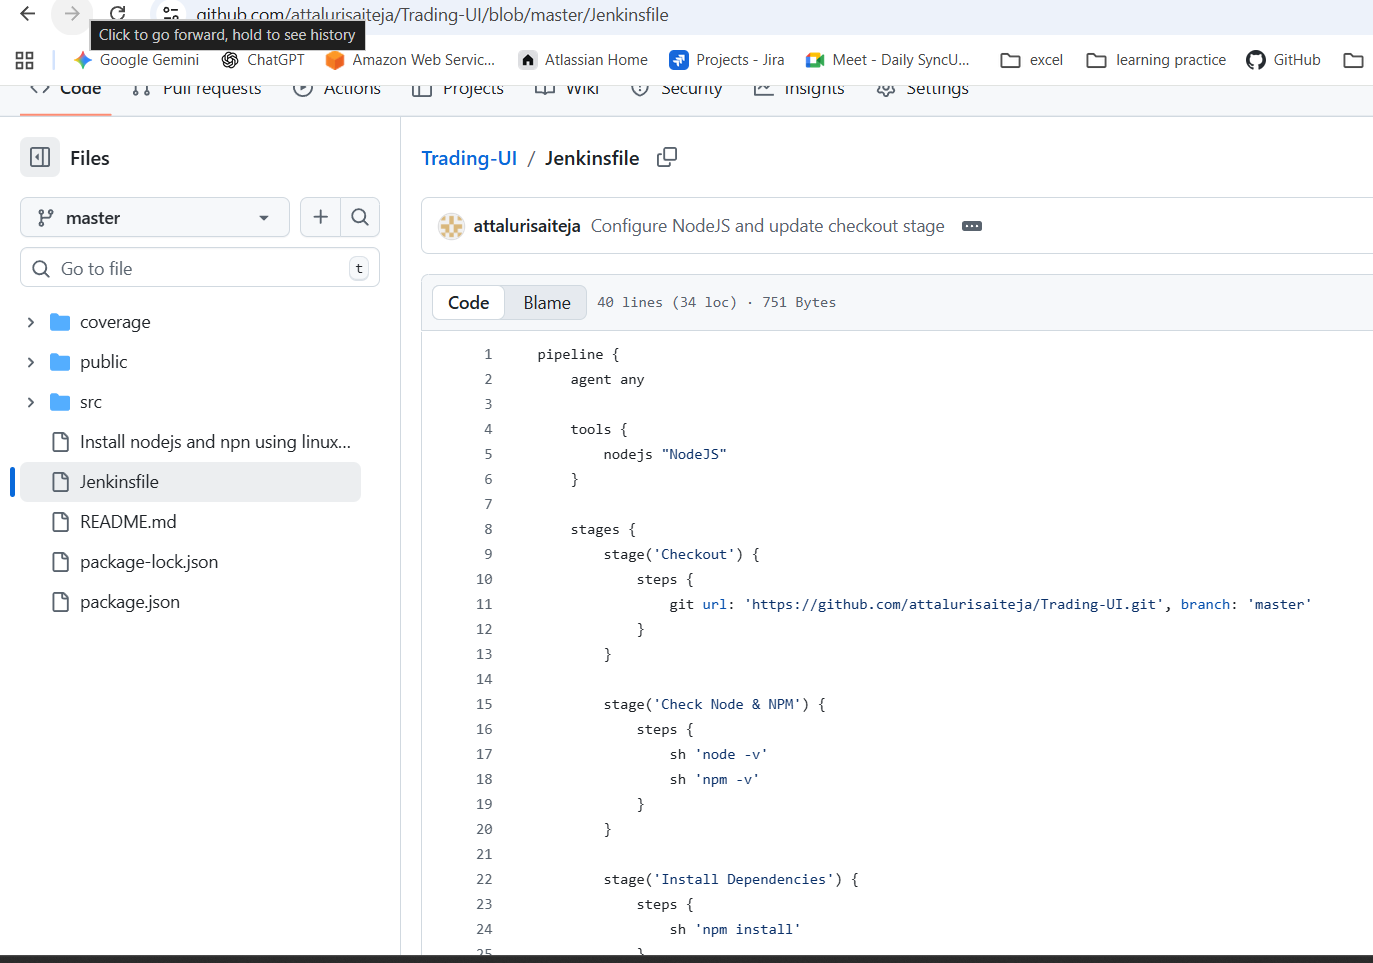 github.com/attalurisaiteja/Trading-UI/blob/master/Jenkinsfile
Click to go forward, hold to see history
Google Gemini
ChatGPT
Amazon Web Servic...
Atlassian Home
Projects - Jira
Meet - Daily SyncU...
excel
learning practice
GitHub
Code
Pull requests
Actions
Projects
Wiki
Security
Insights
Settings
Files
master
Go to file
t
coverage
public
src
Install nodejs and npn using linux...
Jenkinsfile
README.md
package-lock.json
package.json
Trading-UI / Jenkinsfile
attalurisaiteja Configure NodeJS and update checkout stage
Code Blame 40 lines (34 loc) · 751 Bytes
1 pipeline {
2     agent any
3
4     tools {
5         nodejs "NodeJS"
6     }
7
8     stages {
9         stage('Checkout') {
10             steps {
11                 git url: 'https://github.com/attalurisaiteja/Trading-UI.git', branch: 'master'
12             }
13         }
14
15         stage('Check Node & NPM') {
16             steps {
17                 sh 'node -v'
18                 sh 'npm -v'
19             }
20         }
21
22         stage('Install Dependencies') {
23             steps {
24                 sh 'npm install'
25             }